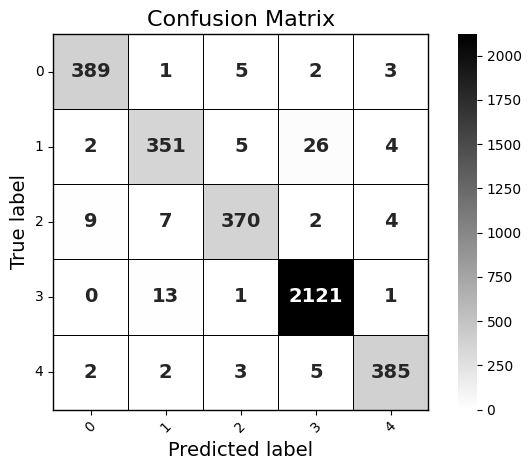 Confusion Matrix
True label
0 389 1 5 2 3
1 2 351 5 26 4
2 9 7 370 2 4
3 0 13 1 2121 1
4 2 2 3 5 385
0 1 2 3 4
Predicted label
2000
1750
1500
1250
1000
750
500
250
0